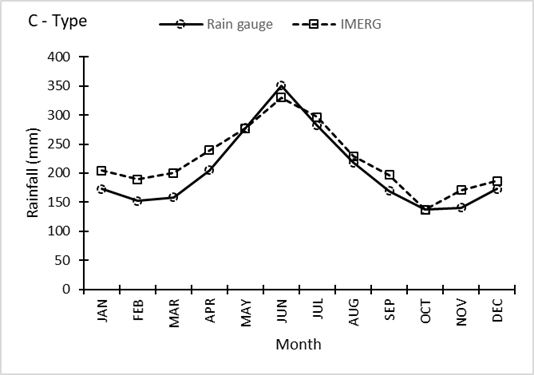 C - Type
Rain gauge
IMERG
400
350
300
250
200
150
100
50
0
Rainfall (mm)
JAN FEB MAR APR MAY JUN JUL AUG SEP OCT NOV DEC
Month